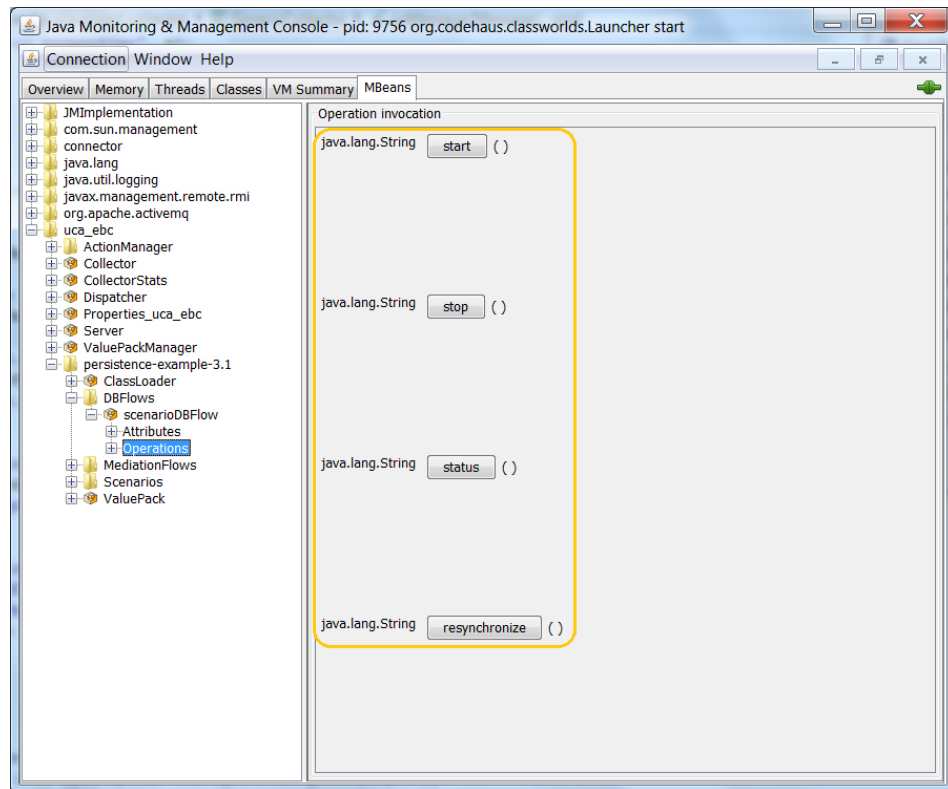 Java Monitoring & Management Console - pid: 9756 org.codehaus.classworlds.Launcher start
Connection Window Help
Overview Memory Threads Classes VM Summary MBeans
JMImplementation
com.sun.management
connector
java.lang
java.util.logging
javax.management.remote.rmi
org.apache.activemq
uca_ebc
ActionManager
Collector
CollectorStats
Dispatcher
Properties_uca_ebc
Server
ValuePackManager
persistence-example-3.1
ClassLoader
DBFlows
scenarioDBFlow
Attributes
Operations
MediationFlows
Scenarios
ValuePack
Operation invocation
java.lang.String start ( )
java.lang.String stop ( )
java.lang.String status ( )
java.lang.String resynchronize ( )